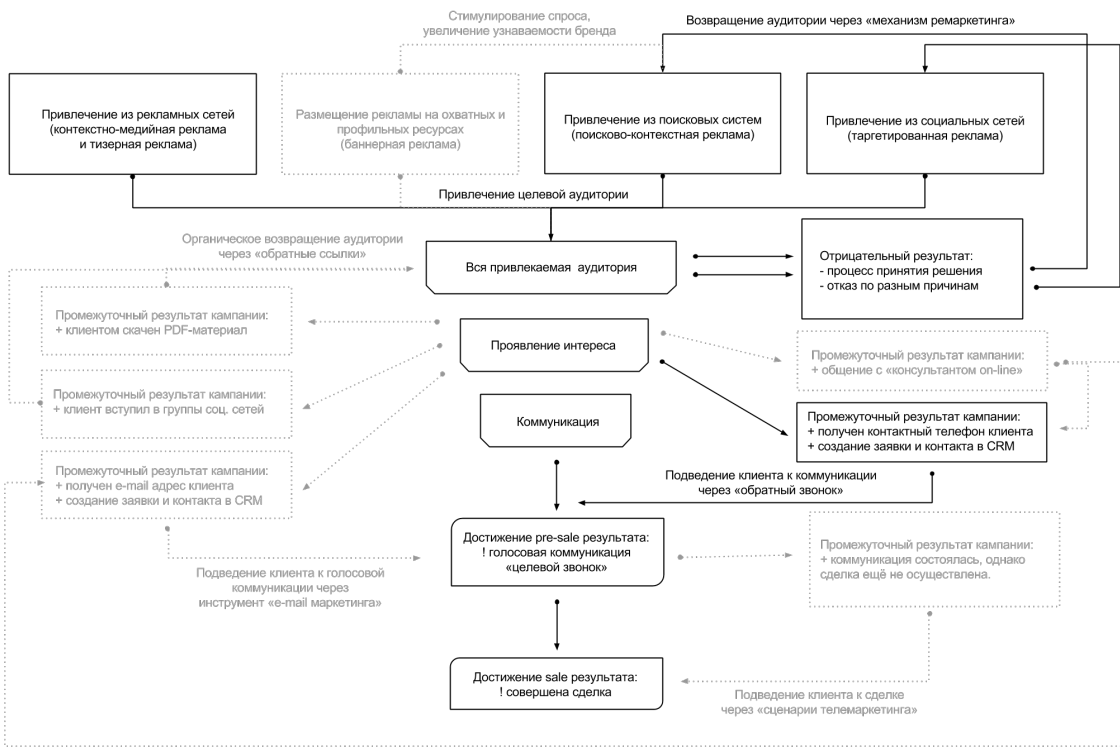 Стимулирование спроса,
увеличение узнаваемости бренда
Возвращение аудитории через «механизм ремаркетинга»
Привлечение из рекламных сетей
(контекстно-медийная реклама
и тизерная реклама)
Размещение рекламы на охватных и
профильных ресурсах
(баннерная реклама)
Привлечение из поисковых систем
(поисково-контекстная реклама)
Привлечение из социальных сетей
(таргетированная реклама)
Привлечение целевой аудитории
Органическое возвращение аудитории
через «обратные ссылки»
Вся привлекаемая аудитория
Отрицательный результат:
- процесс принятия решения
- отказ по разным причинам
Промежуточный результат кампании:
+ клиентом скачен PDF-материал
Проявление интереса
Промежуточный результат кампании:
+ общение с «консультантом on-line»
Промежуточный результат кампании:
+ клиент вступил в группы соц. сетей
Коммуникация
Промежуточный результат кампании:
+ получен контактный телефон клиента
+ создание заявки и контакта в CRM
Промежуточный результат кампании:
+ получен e-mail адрес клиента
+ создание заявки и контакта в CRM
Подведение клиента к коммуникации
через «обратный звонок»
Достижение pre-sale результата:
! голосовая коммуникация
«целевой звонок»
Промежуточный результат кампании:
+ коммуникация состоялась, однако
сделка ещё не осуществлена.
Подведение клиента к голосовой
коммуникации через
инструмент «e-mail маркетинга»
Достижение sale результата:
! совершена сделка
Подведение клиента к сделке
через «сценарии телемаркетинга»